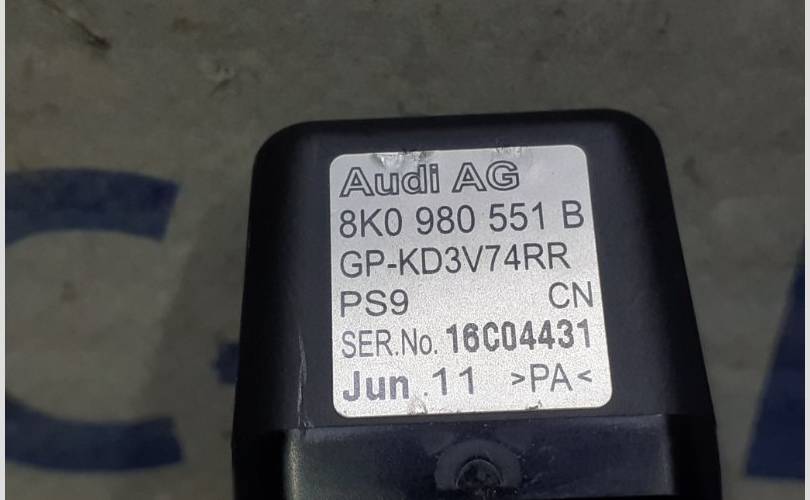 Audi AG
8K0 980 551 B
GP-KD3V74RR
PS9 CN
SER.No. 16C04431
Jun .11 >PA<